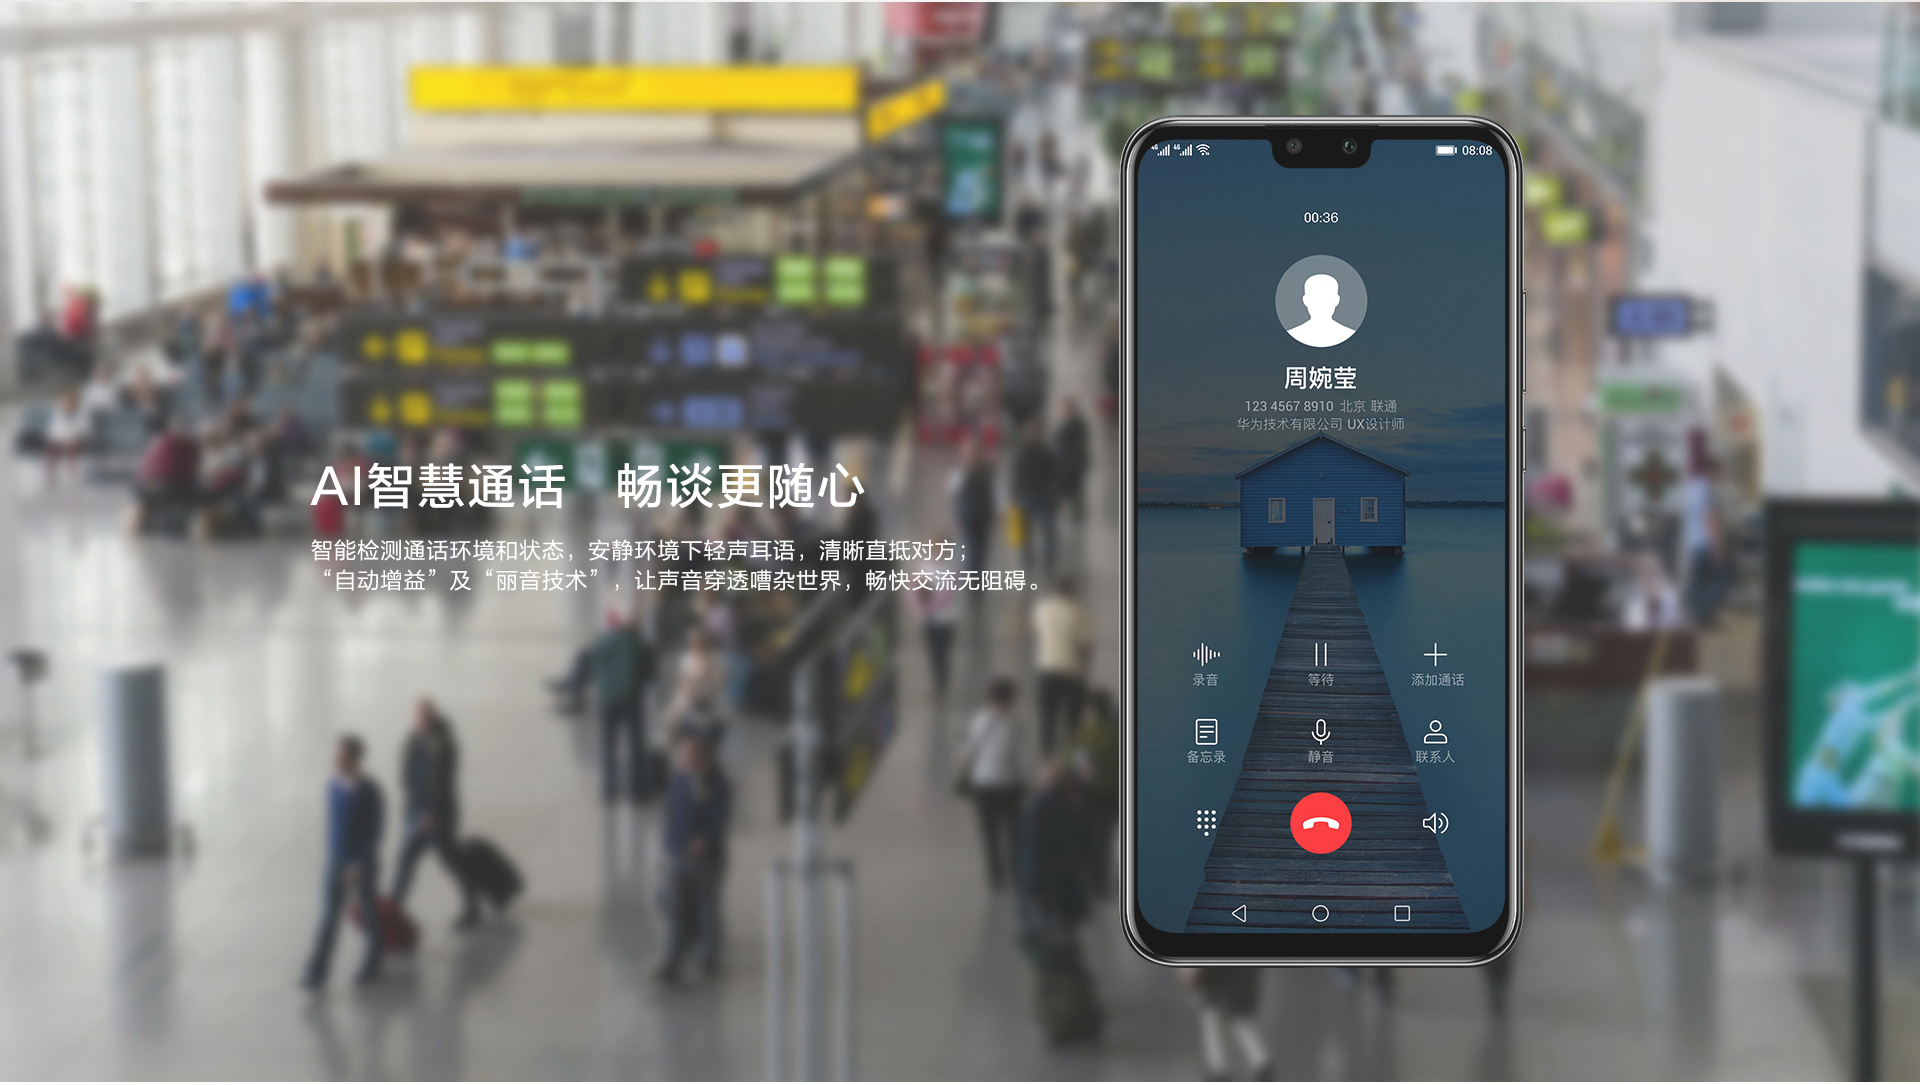 AI智慧通话 畅谈更随心
智能检测通话环境和状态，安静环境下轻声耳语，清晰直抵对方；
“自动增益”及“丽音技术”，让声音穿透嘈杂世界，畅快交流无阻碍。
4G 4G 08:08
00:36
周婉莹
123 4567 8910 北京 联通
华为技术有限公司 UX设计师
录音 等待 添加通话
备忘录 静音 联系人